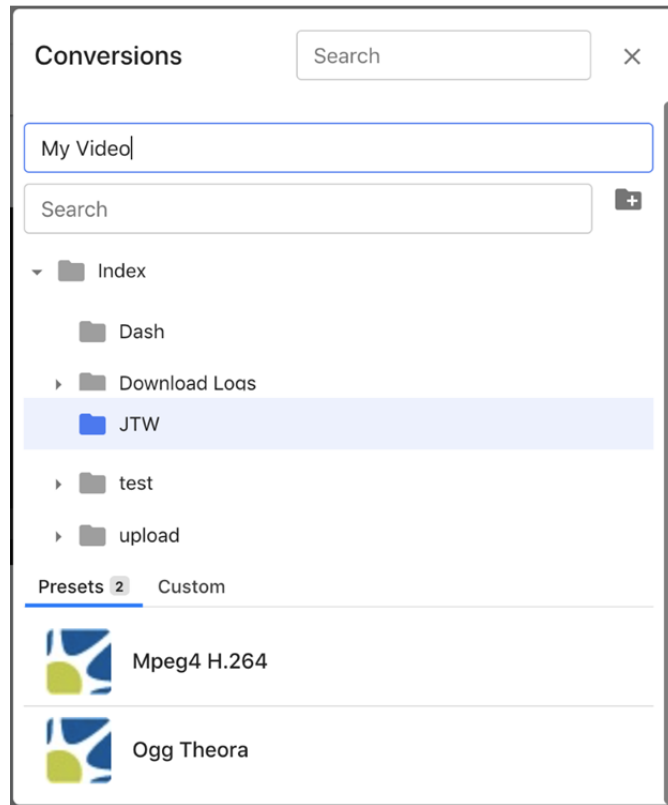 Conversions
Search
My Video
Search
Index
Dash
Download Logs
JTW
test
upload
Presets 2 Custom
Mpeg4 H.264
Ogg Theora